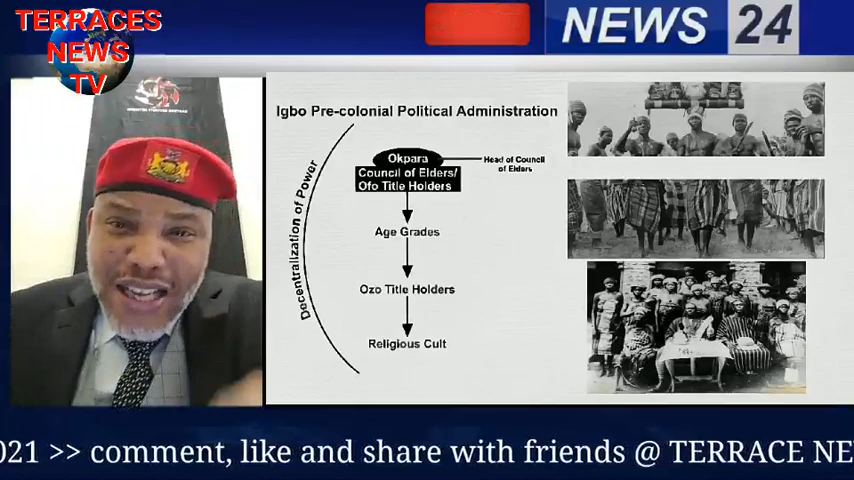 TERRACES
NEWS
TV
NEWS 24
Igbo Pre-colonial Political Administration
Decentralization of Power
Okpara
Council of Elders/
Ofo Title Holders
Head of Council
of Elders
Age Grades
Ozo Title Holders
Religious Cult
021 >> comment, like and share with friends @ TERRACE NE